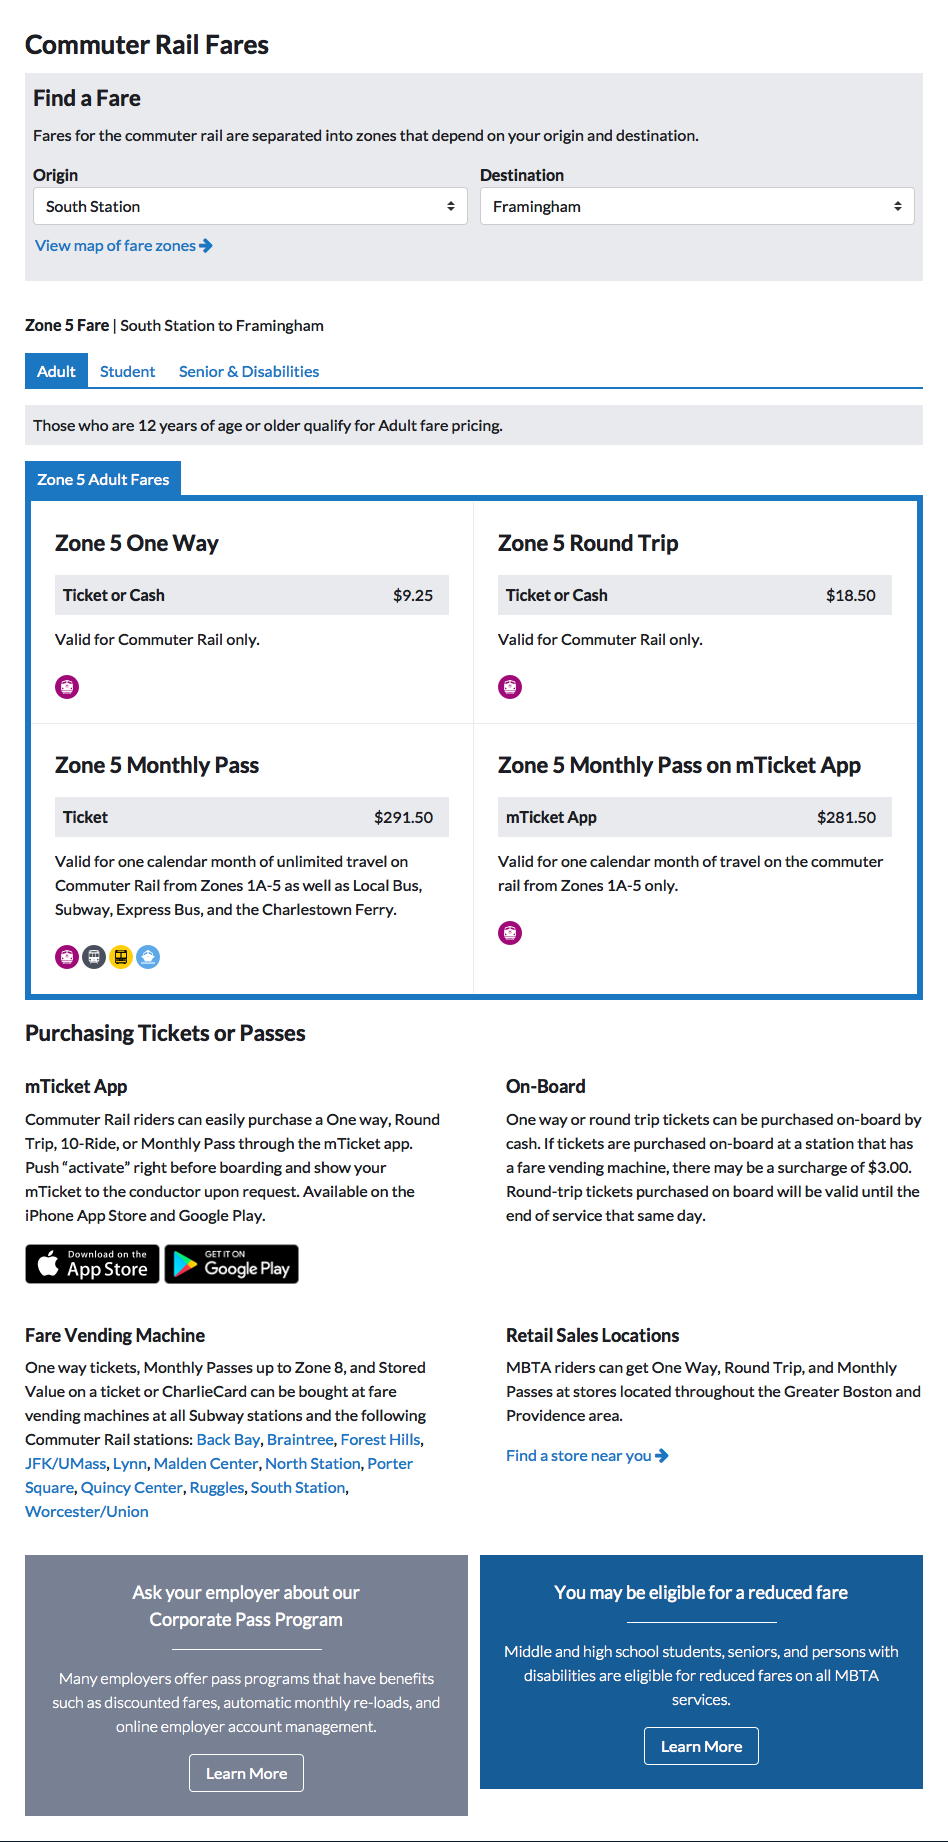 Commuter Rail Fares
Find a Fare
Fares for the commuter rail are separated into zones that depend on your origin and destination.
Origin
South Station
Destination
Framingham
View map of fare zones
Zone 5 Fare | South Station to Framingham
Adult
Student
Senior & Disabilities
Those who are 12 years of age or older qualify for Adult fare pricing.
Zone 5 Adult Fares
Zone 5 One Way
Ticket or Cash $9.25
Valid for Commuter Rail only.
Zone 5 Round Trip
Ticket or Cash $18.50
Valid for Commuter Rail only.
Zone 5 Monthly Pass
Ticket $291.50
Valid for one calendar month of unlimited travel on
Commuter Rail from Zones 1A-5 as well as Local Bus,
Subway, Express Bus, and the Charlestown Ferry.
Zone 5 Monthly Pass on mTicket App
mTicket App $281.50
Valid for one calendar month of travel on the commuter
rail from Zones 1A-5 only.
Purchasing Tickets or Passes
mTicket App
Commuter Rail riders can easily purchase a One way, Round
Trip, 10-Ride, or Monthly Pass through the mTicket app.
Push “activate” right before boarding and show your
mTicket to the conductor upon request. Available on the
iPhone App Store and Google Play.
Download on the
App Store
GET IT ON
Google Play
On-Board
One way or round trip tickets can be purchased on-board by
cash. If tickets are purchased on-board at a station that has
a fare vending machine, there may be a surcharge of $3.00.
Round-trip tickets purchased on board will be valid until the
end of service that same day.
Fare Vending Machine
One way tickets, Monthly Passes up to Zone 8, and Stored
Value on a ticket or CharlieCard can be bought at fare
vending machines at all Subway stations and the following
Commuter Rail stations: Back Bay, Braintree, Forest Hills,
JFK/UMass, Lynn, Malden Center, North Station, Porter
Square, Quincy Center, Ruggles, South Station,
Worcester/Union
Retail Sales Locations
MBTA riders can get One Way, Round Trip, and Monthly
Passes at stores located throughout the Greater Boston and
Providence area.
Find a store near you
Ask your employer about our
Corporate Pass Program
Many employers offer pass programs that have benefits
such as discounted fares, automatic monthly re-loads, and
online employer account management.
Learn More
You may be eligible for a reduced fare
Middle and high school students, seniors, and persons with
disabilities are eligible for reduced fares on all MBTA
services.
Learn More